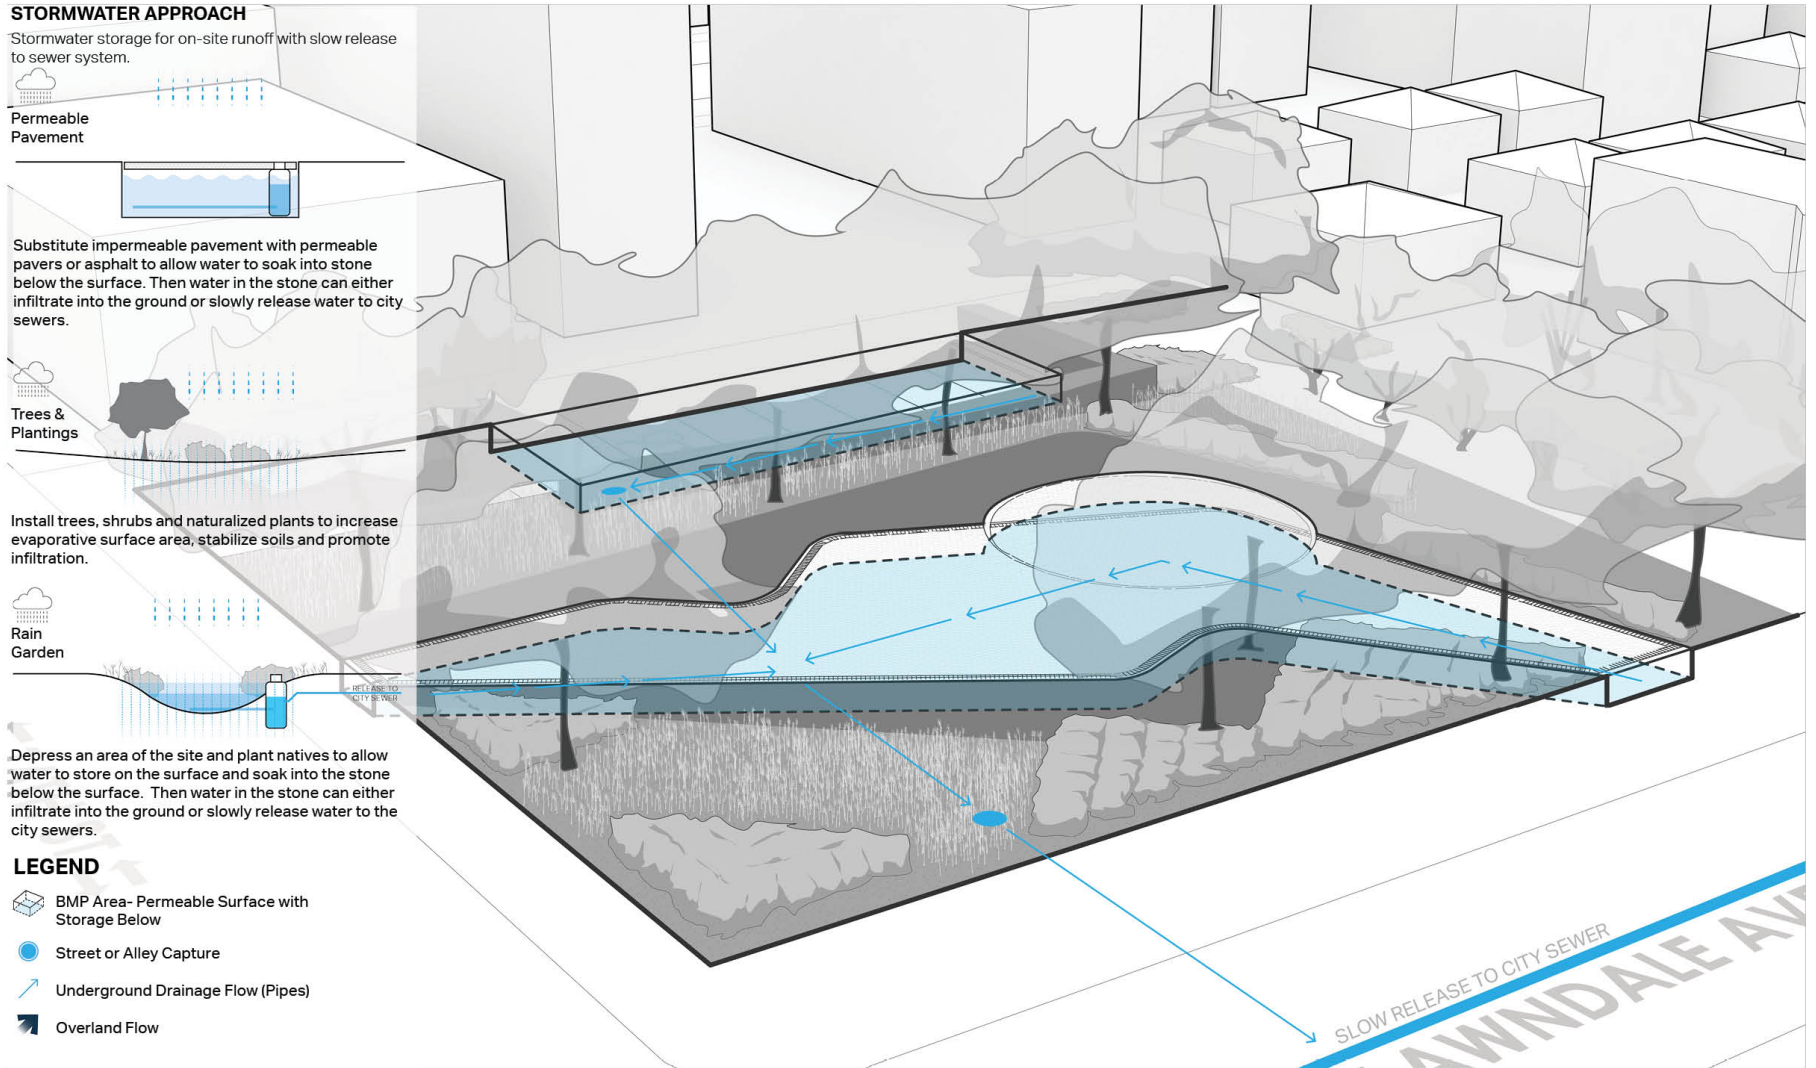 STORMWATER APPROACH
Stormwater storage for on-site runoff with slow release
to sewer system.
Permeable
Pavement
Substitute impermeable pavement with permeable
pavers or asphalt to allow water to soak into stone
below the surface. Then water in the stone can either
infiltrate into the ground or slowly release water to city
sewers.
Trees &
Plantings
Install trees, shrubs and naturalized plants to increase
evaporative surface area, stabilize soils and promote
infiltration.
Rain
Garden
RELEASE TO
CITY SEWER
Depress an area of the site and plant natives to allow
water to store on the surface and soak into the stone
below the surface. Then water in the stone can either
infiltrate into the ground or slowly release water to the
city sewers.
LEGEND
BMP Area- Permeable Surface with
Storage Below
Street or Alley Capture
Underground Drainage Flow (Pipes)
Overland Flow
SLOW RELEASE TO CITY SEWER
AWNDALE AV